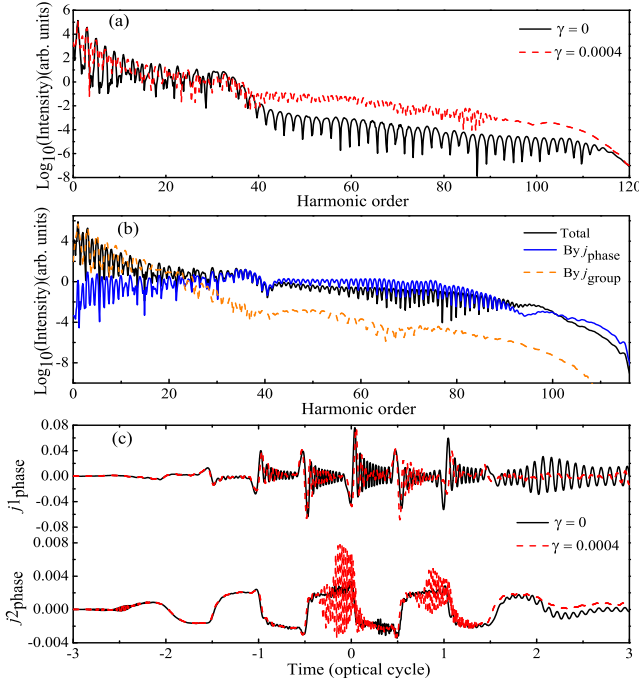 (a)
γ = 0
γ = 0.0004
Log10(Intensity)(arb. units)
6
4
2
0
-2
-4
-6
-8
0 20 40 60 80 100 120
Harmonic order
(b)
Total
By jphase
By jgroup
Log10(Intensity)(arb. units)
4
0
-4
-8
0 20 40 60 80 100
Harmonic order
(c)
j1phase
0.08
0.04
0.00
-0.04
-0.08
γ = 0
γ = 0.0004
j2phase
0.008
0.004
0.000
-0.004
-3 -2 -1 0 1 2 3
Time (optical cycle)